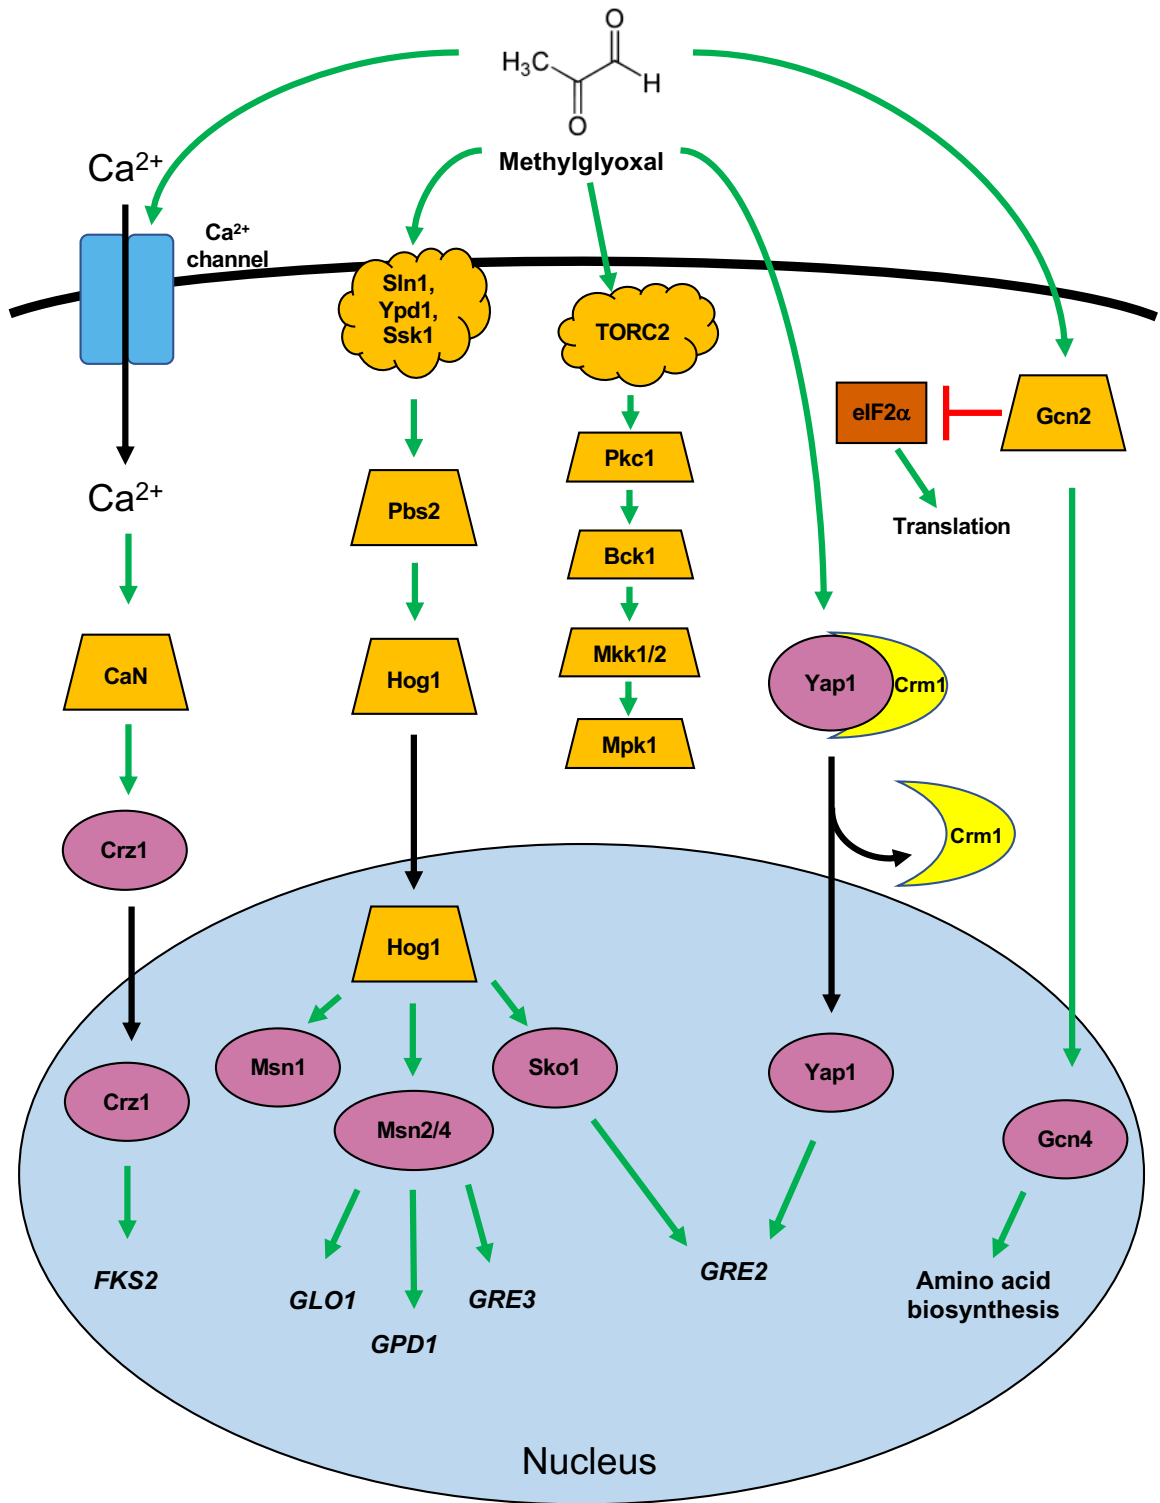 O
H₃C
H
O
Methylglyoxal
Ca²⁺
Ca²⁺
channel
Sln1,
Ypd1,
Ssk1
TORC2
eIF2α
Gcn2
Pkc1
Ca²⁺
Pbs2
Translation
Bck1
CaN
Hog1
Mkk1/2
Yap1
Crm1
Mpk1
Crz1
Crm1
Hog1
Msn1
Sko1
Yap1
Crz1
Msn2/4
Gcn4
FKS2
GLO1
GRE3
GPD1
GRE2
Amino acid
biosynthesis
Nucleus